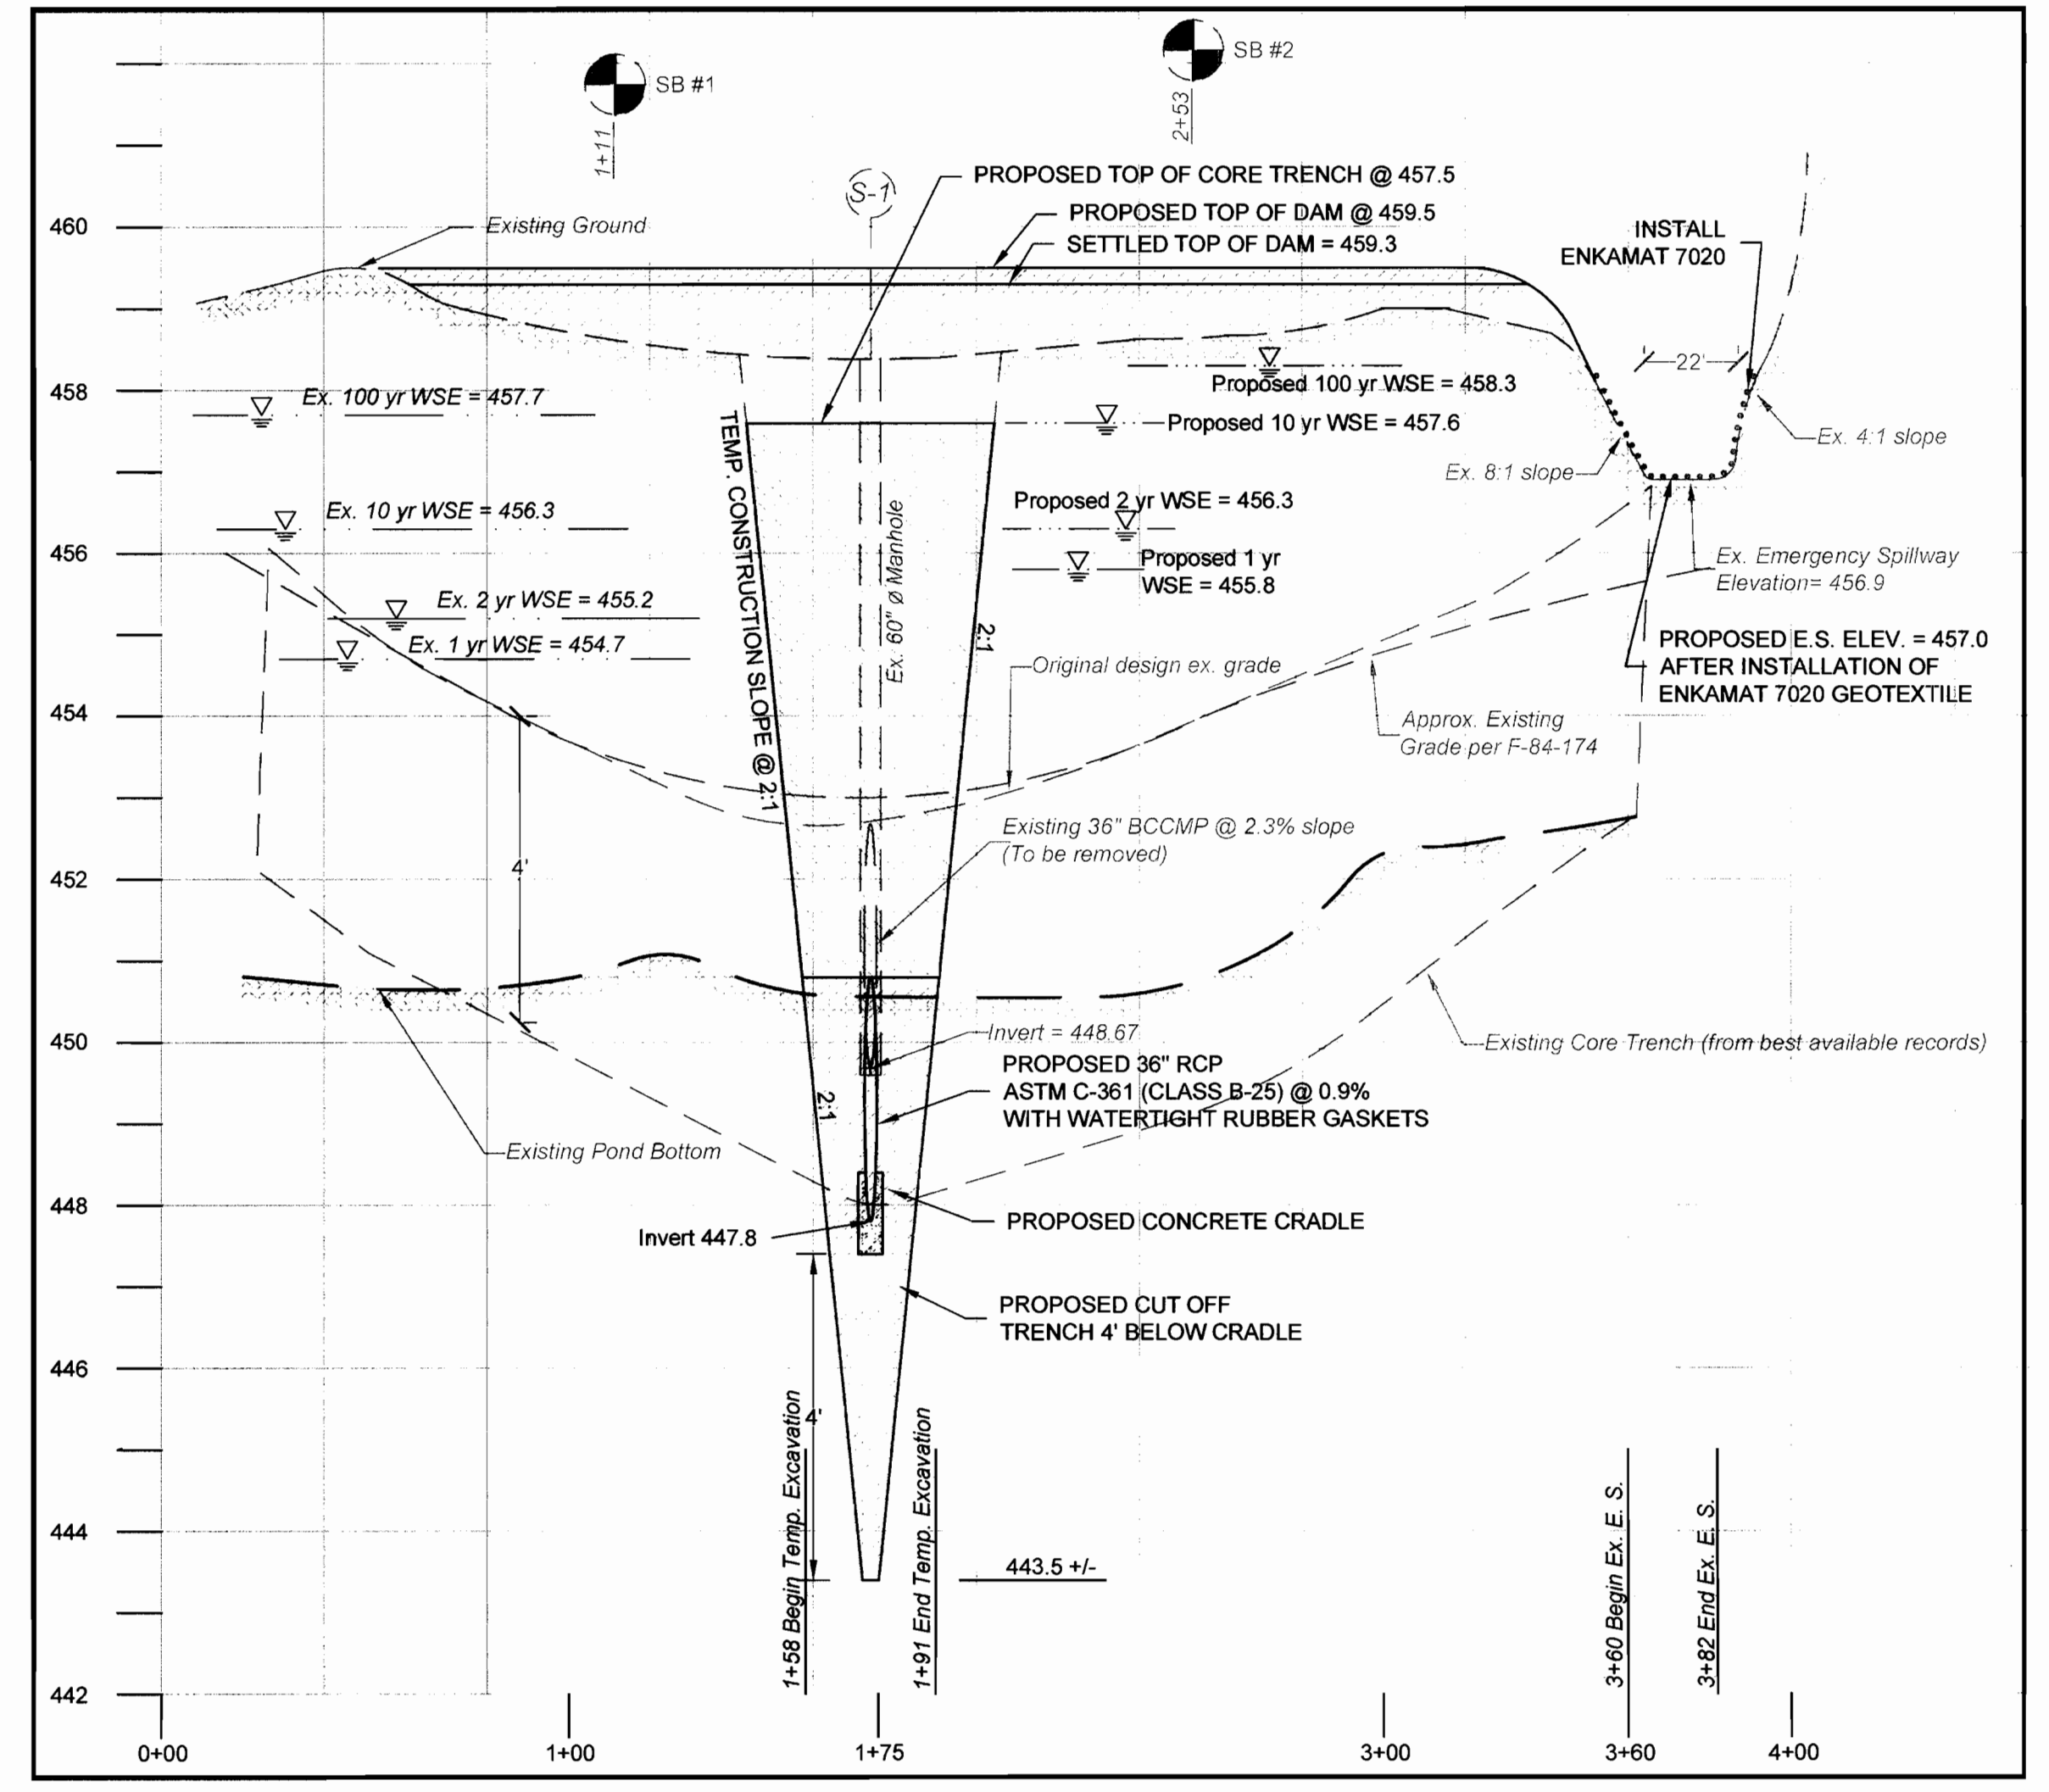 SB #1
1+11
SB #2
2+53
S-1
PROPOSED TOP OF CORE TRENCH @ 457.5
PROPOSED TOP OF DAM @ 459.5
SETTLED TOP OF DAM = 459.3
Existing Ground
INSTALL
ENKAMAT 7020
22'
460
458
456
454
452
450
448
446
444
442
Ex. 100 yr WSE = 457.7
Proposed 100 yr WSE = 458.3
Proposed 10 yr WSE = 457.6
Ex. 4:1 slope
Ex. 8:1 slope
TEMP. CONSTRUCTION SLOPE @ 2:1
Ex. 10 yr WSE = 456.3
Proposed 2 yr WSE = 456.3
Ex. 60" Ø Manhole
Proposed 1 yr
WSE = 455.8
Ex. Emergency Spillway
Elevation= 456.9
Ex. 2 yr WSE = 455.2
Ex. 1 yr WSE = 454.7
2:1
PROPOSED E.S. ELEV. = 457.0
AFTER INSTALLATION OF
ENKAMAT 7020 GEOTEXTILE
Original design ex. grade
Approx. Existing
Grade per F-84-174
Existing 36" BCCMP @ 2.3% slope
(To be removed)
4'
Invert = 448.67
PROPOSED 36" RCP
ASTM C-361 (CLASS B-25) @ 0.9%
WITH WATERTIGHT RUBBER GASKETS
Existing Core Trench (from best available records)
2:1
Existing Pond Bottom
PROPOSED CONCRETE CRADLE
Invert 447.8
PROPOSED CUT OFF
TRENCH 4' BELOW CRADLE
4'
1+58 Begin Temp. Excavation
1+91 End Temp. Excavation
443.5 +/-
3+60 Begin Ex. E. S.
3+82 End Ex. E. S.
0+00
1+00
1+75
3+00
3+60
4+00